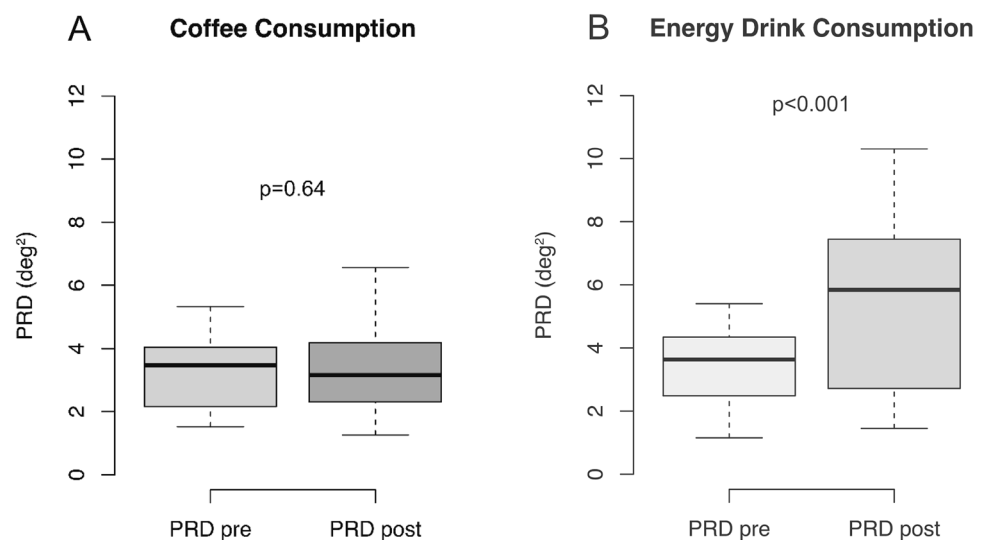 A Coffee Consumption
12
10
8
6
4
2
0
PRD (deg²)
p=0.64
PRD pre PRD post
B Energy Drink Consumption
12
10
8
6
4
2
0
PRD (deg²)
p<0.001
PRD pre PRD post